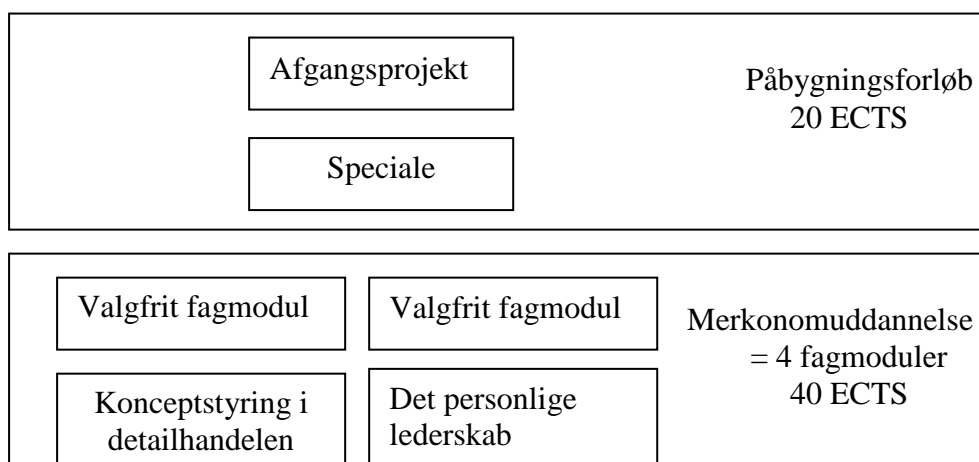 Afgangsprojekt
Speciale
Påbygningsforløb
20 ECTS
Valgfrit fagmodul
Valgfrit fagmodul
Konceptstyring i
detailhandelen
Det personlige
lederskab
Merkonomuddannelse
= 4 fagmoduler
40 ECTS